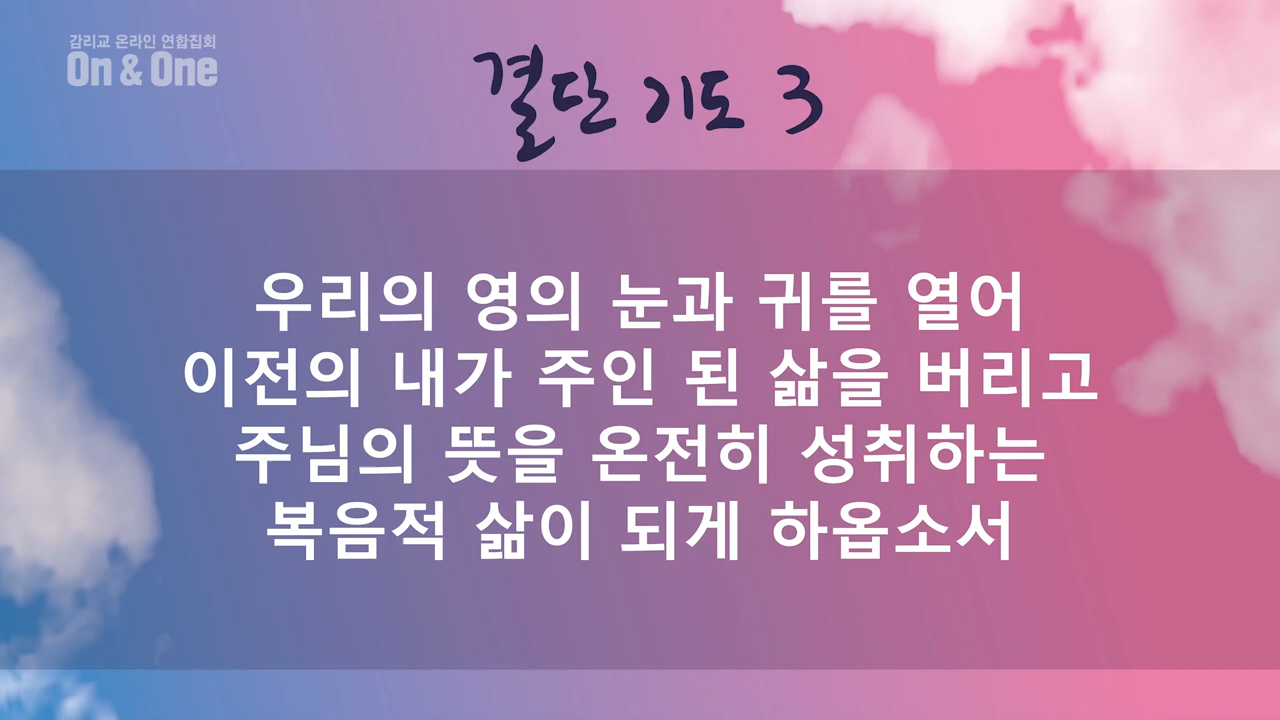 감리교 온라인 연합집회
On & One
결단 기도 3
우리의 영의 눈과 귀를 열어
이전의 내가 주인 된 삶을 버리고
주님의 뜻을 온전히 성취하는
복음적 삶이 되게 하옵소서